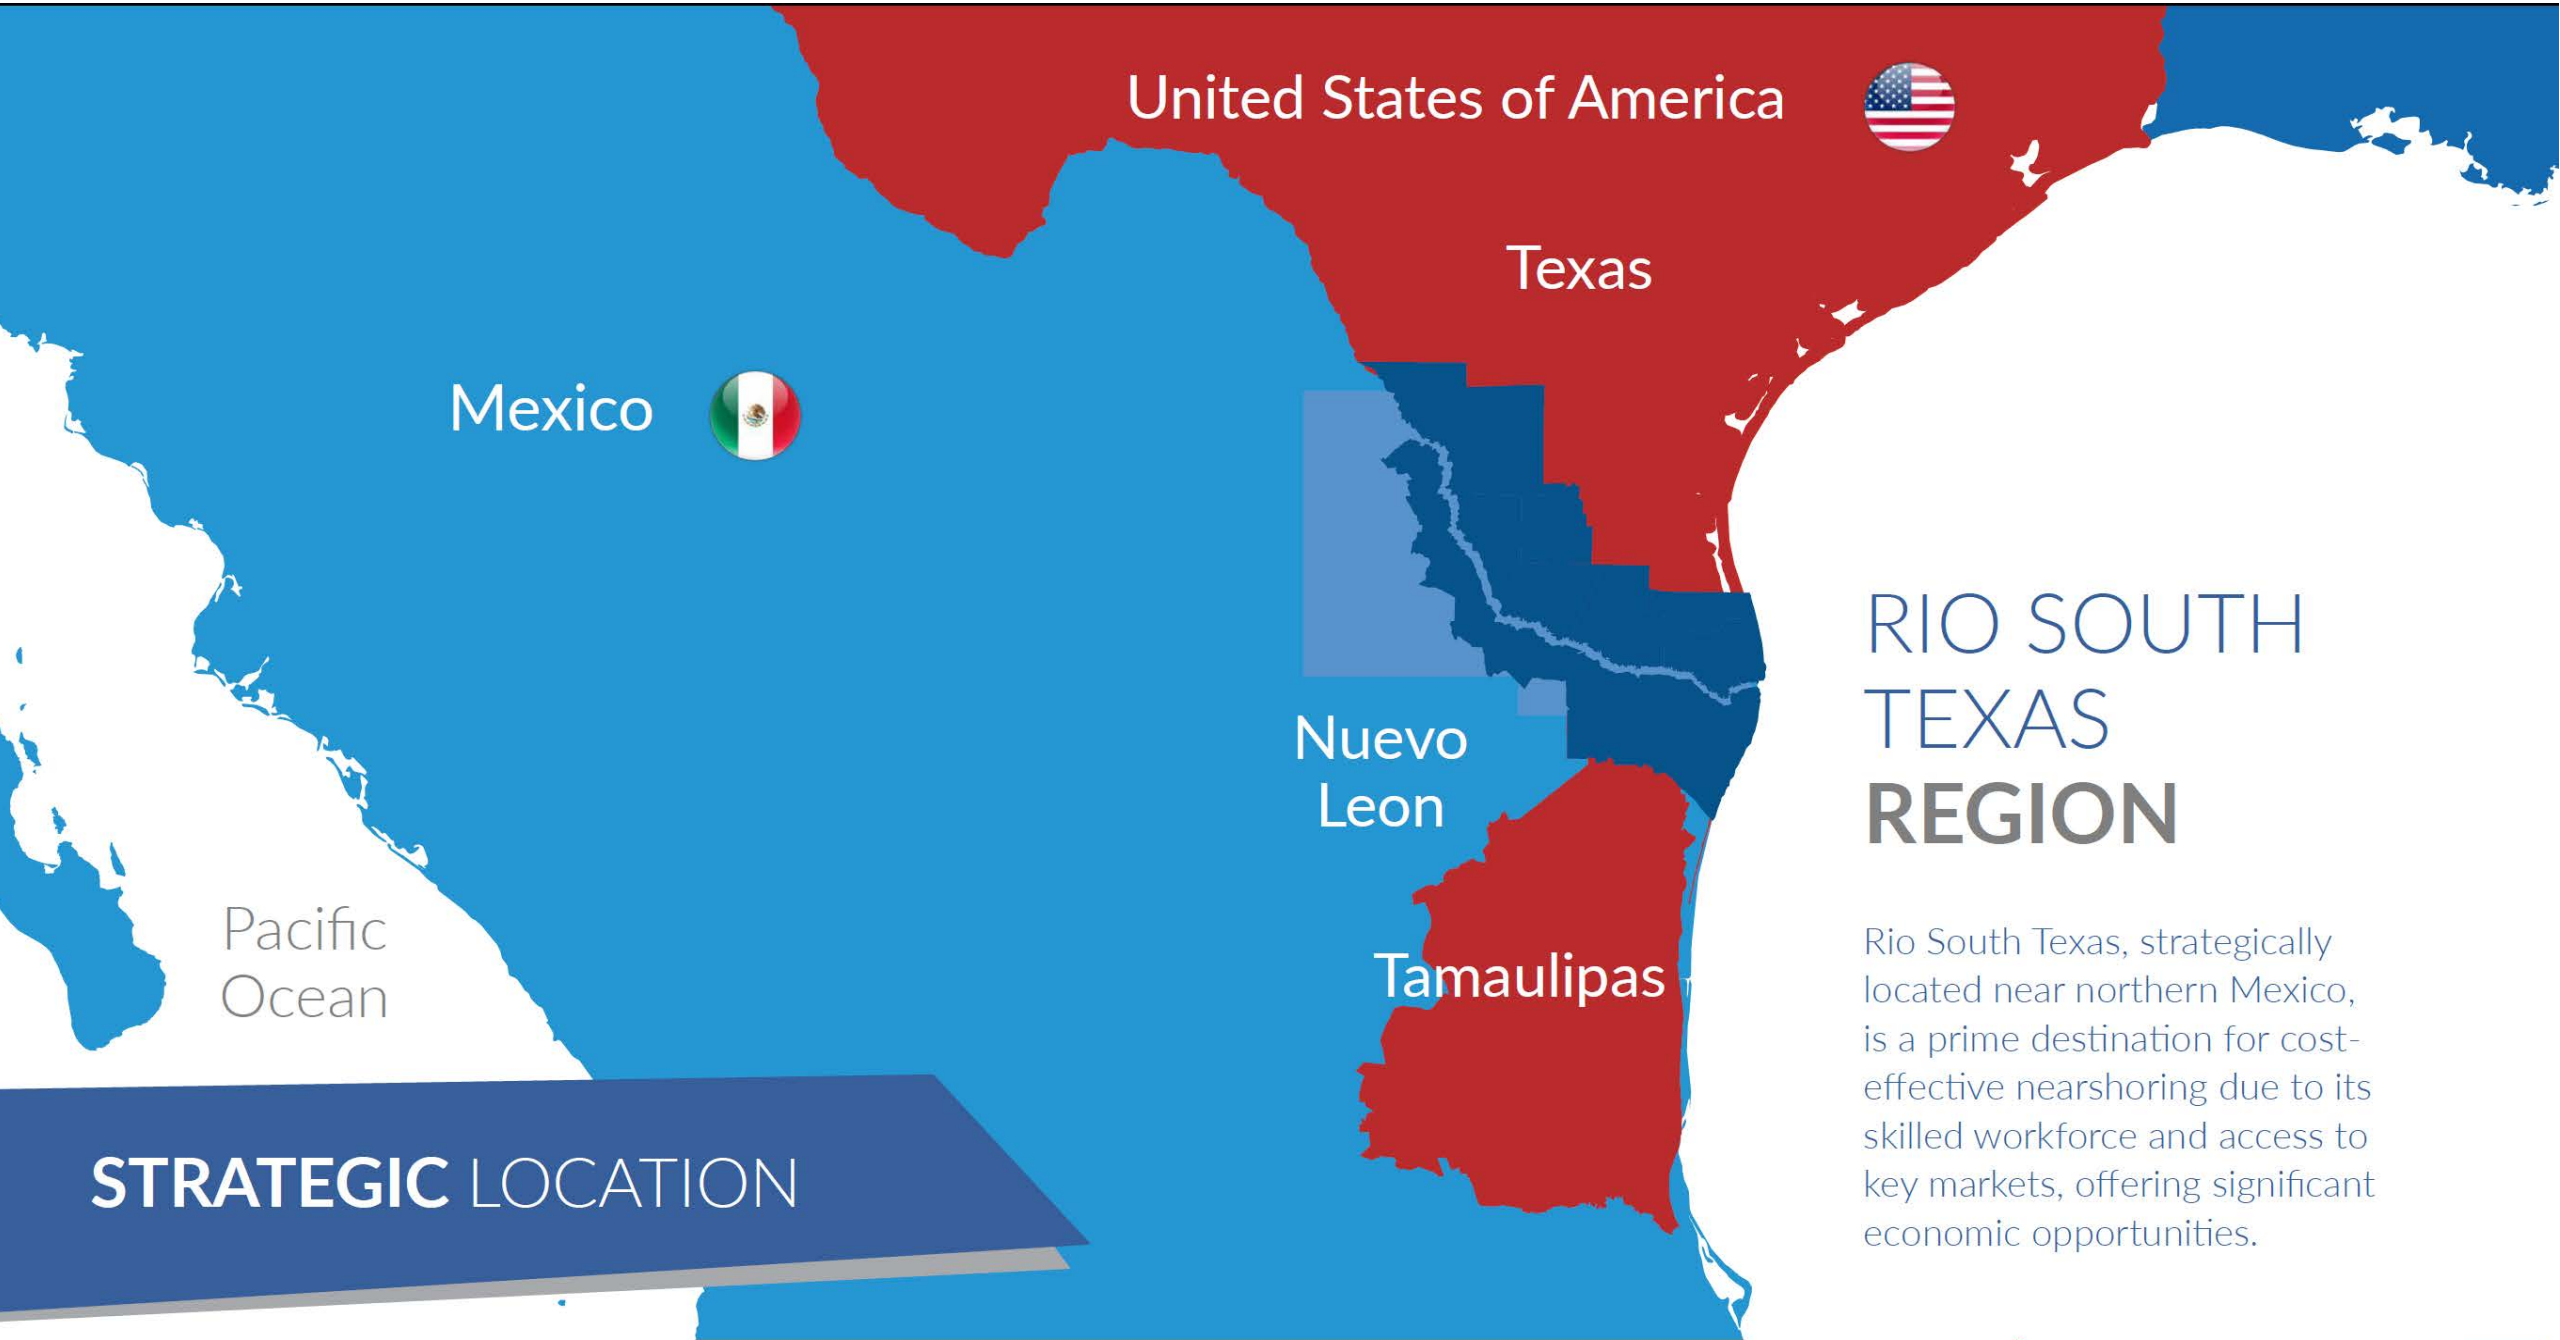 United States of America
Texas
Mexico
Nuevo
Leon
Tamaulipas
Pacific
Ocean
STRATEGIC LOCATION
RIO SOUTH
TEXAS
REGION
Rio South Texas, strategically
located near northern Mexico,
is a prime destination for cost-
effective nearshoring due to its
skilled workforce and access to
key markets, offering significant
economic opportunities.